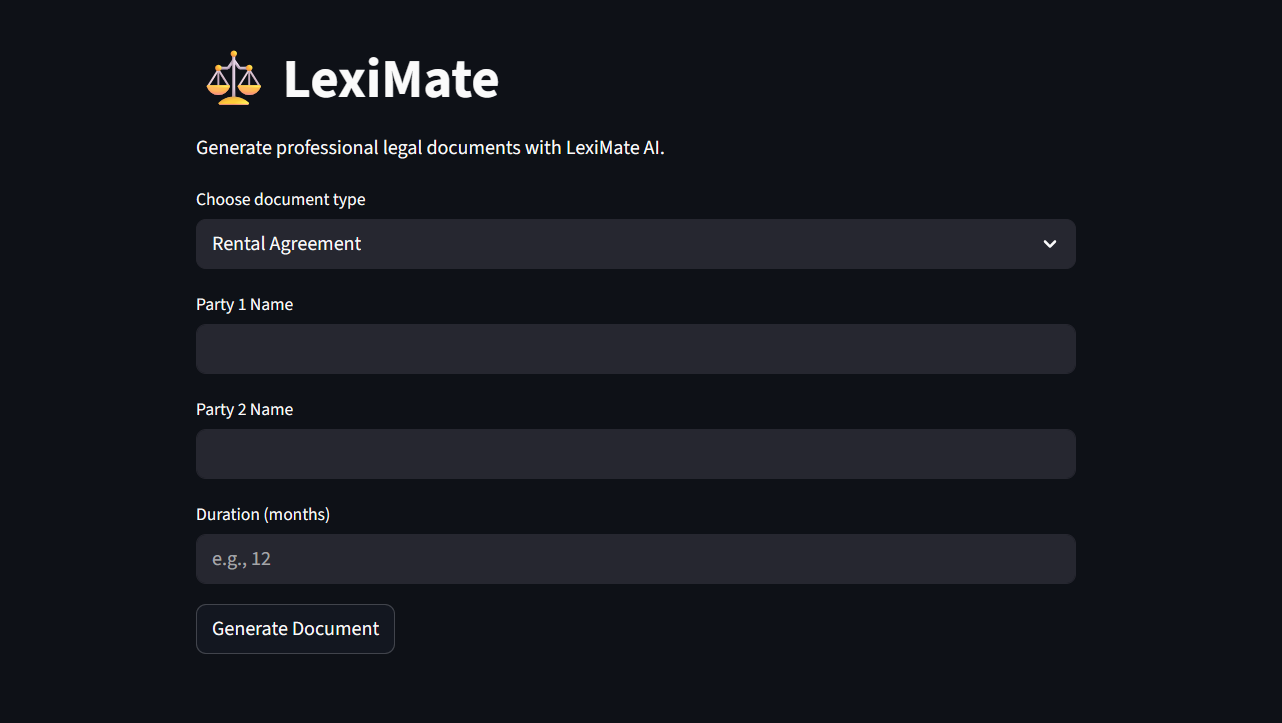 LexiMate
Generate professional legal documents with LexiMate AI.
Choose document type
Rental Agreement
Party 1 Name
Party 2 Name
Duration (months)
e.g., 12
Generate Document